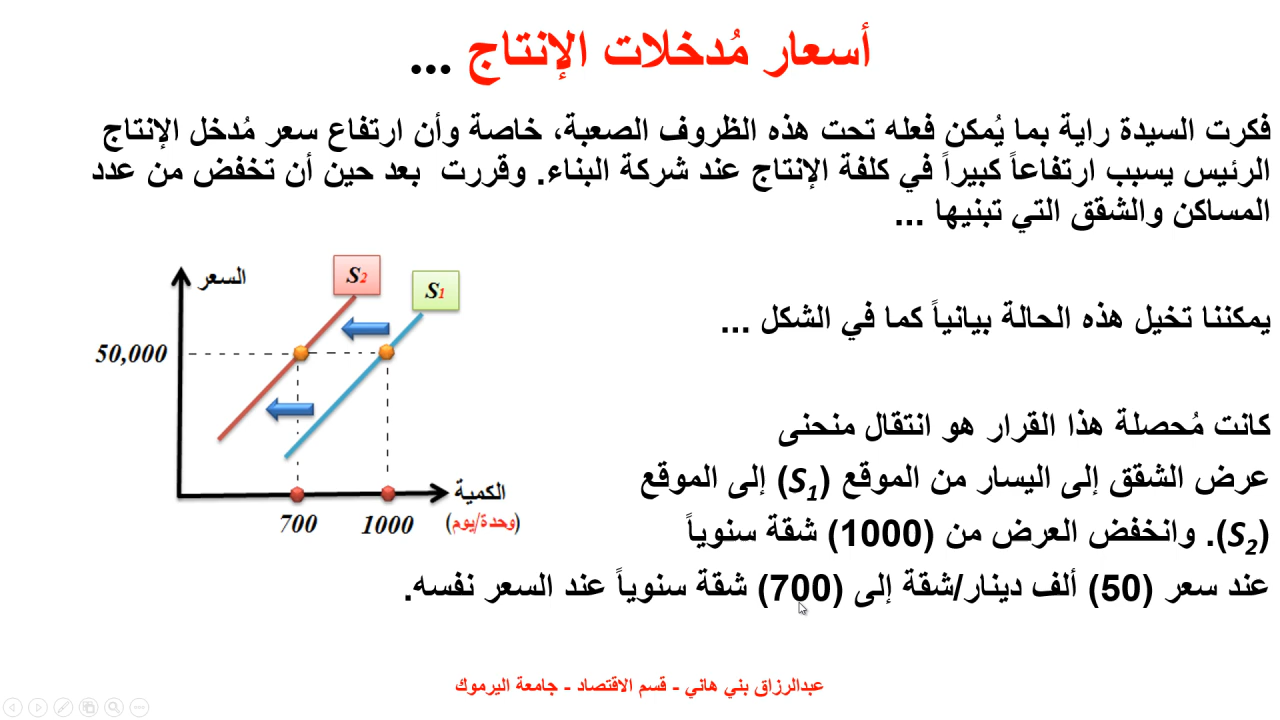 أسعار مُدخلات الإنتاج ...
فكرت السيدة راية بما يُمكن فعله تحت هذه الظروف الصعبة، خاصة وأن ارتفاع سعر مُدخل الإنتاج
الرئيس يسبب ارتفاعاً كبيراً في كلفة الإنتاج عند شركة البناء. وقررت بعد حين أن تخفض من عدد
المساكن والشقق التي تبنيها ...
يمكننا تخيل هذه الحالة بيانياً كما في الشكل ...
كانت مُحصلة هذا القرار هو انتقال منحنى
عرض الشقق إلى اليسار من الموقع (S1) إلى الموقع
(S2). وانخفض العرض من (1000) شقة سنوياً
عند سعر (50) ألف دينار/شقة إلى (700) شقة سنوياً عند السعر نفسه.
السعر
S2
S1
50,000
الكمية
(وحدة/يوم)
700
1000
عبدالرزاق بني هاني - قسم الاقتصاد - جامعة اليرموك